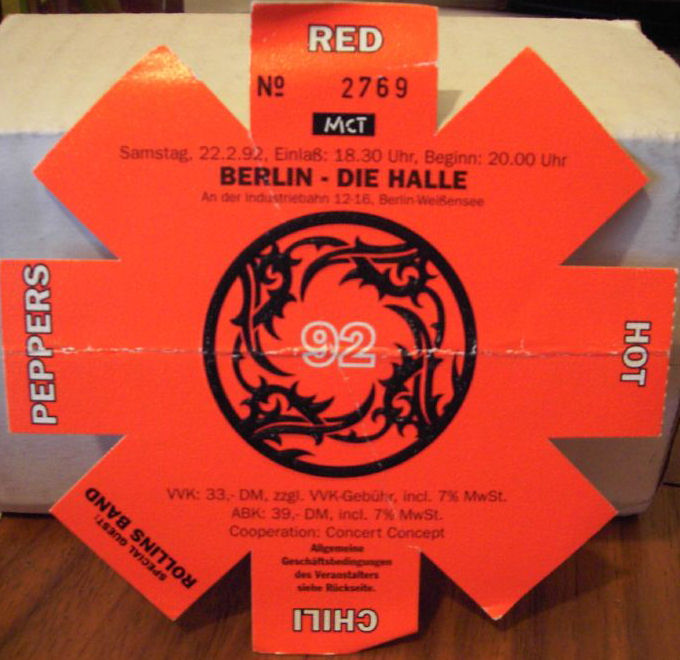 RED
Nº 2769
MCT
Samstag, 22.2.92, Einlaß: 18.30 Uhr, Beginn: 20.00 Uhr
BERLIN - DIE HALLE
An der Industriebahn 12-16, Berlin-Weißensee
HOT
92
PEPPERS
VVK: 33,- DM, zzgl. VVK-Gebühr, incl. 7% MwSt.
ABK: 39,- DM, incl. 7% MwSt.
Cooperation: Concert Concept
Allgemeine
Geschäftsbedingungen
des Veranstalters
siehe Rückseite.
CHILI
SPECIAL GUEST:
ROLLINS BAND